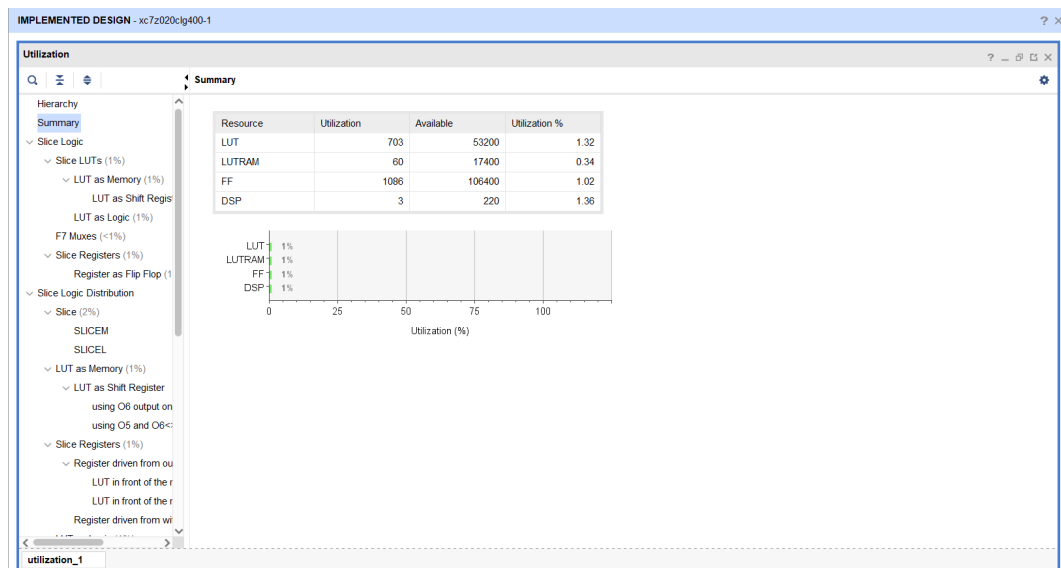 IMPLEMENTED DESIGN - xc7z020clg400-1
Utilization
Summary
Hierarchy
Summary
Slice Logic
Slice LUTs (1%)
LUT as Memory (1%)
LUT as Shift Regist
LUT as Logic (1%)
F7 Muxes (<1%)
Slice Registers (1%)
Register as Flip Flop (1
Slice Logic Distribution
Slice (2%)
SLICEM
SLICEL
LUT as Memory (1%)
LUT as Shift Register
using O6 output on
using O5 and O6<
Slice Registers (1%)
Register driven from ou
LUT in front of the r
LUT in front of the r
Register driven from wi
Resource Utilization Available Utilization %
LUT 703 53200 1.32
LUTRAM 60 17400 0.34
FF 1086 106400 1.02
DSP 3 220 1.36
LUT 1%
LUTRAM 1%
FF 1%
DSP 1%
0 25 50 75 100
Utilization (%)
utilization_1